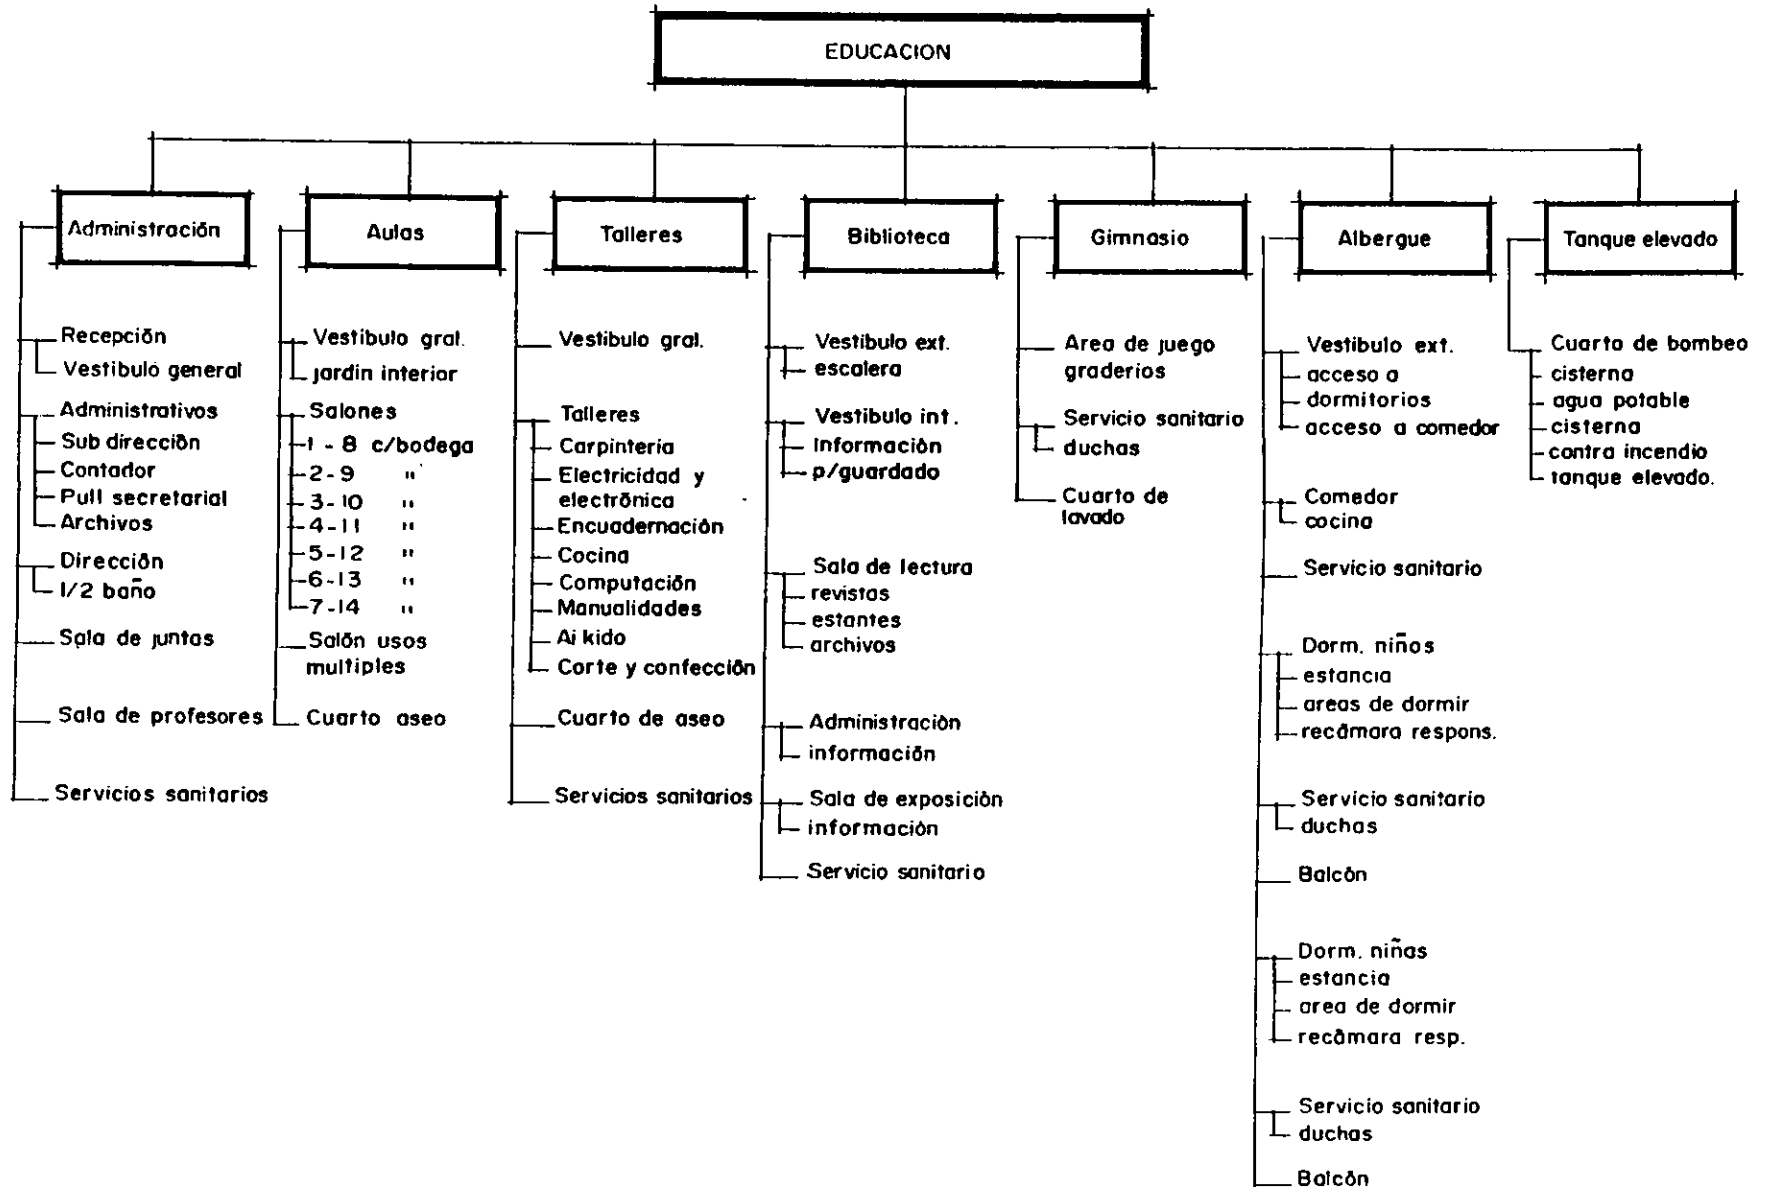 EDUCACION
Administración
Recepción
Vestibulo general
Administrativos
Sub dirección
Contador
Pull secretarial
Archivos
Dirección
1/2 baño
Sala de juntas
Sala de profesores
Servicios sanitarios
Aulas
Vestibulo gral.
jardin interior
Salones
1 - 8 c/bodega
2-9 "
3-10 "
4-11 "
5-12 "
6-13 "
7-14 "
Salón usos
multiples
Cuarto aseo
Talleres
Vestibulo gral.
Talleres
Carpinteria
Electricidad y
electrónica
Encuadernación
Cocina
Computación
Manualidades
Ai kido
Corte y confección
Cuarto de aseo
Servicios sanitarios
Biblioteca
Vestibulo ext.
escalera
Vestibulo int.
Información
p/guardado
Sala de lectura
revistas
estantes
archivos
Administración
información
Sala de exposición
información
Servicio sanitario
Gimnasio
Area de juego
graderios
Servicio sanitario
duchas
Cuarto de
lavado
Albergue
Vestibulo ext.
acceso a
dormitorios
acceso a comedor
Comedor
cocina
Servicio sanitario
Dorm. niños
estancia
areas de dormir
recámara respons.
Servicio sanitario
duchas
Balcón
Dorm. niñas
estancia
area de dormir
recámara resp.
Servicio sanitario
duchas
Balcón
Tanque elevado
Cuarto de bombeo
cisterna
agua potable
cisterna
contra incendio
tanque elevado.